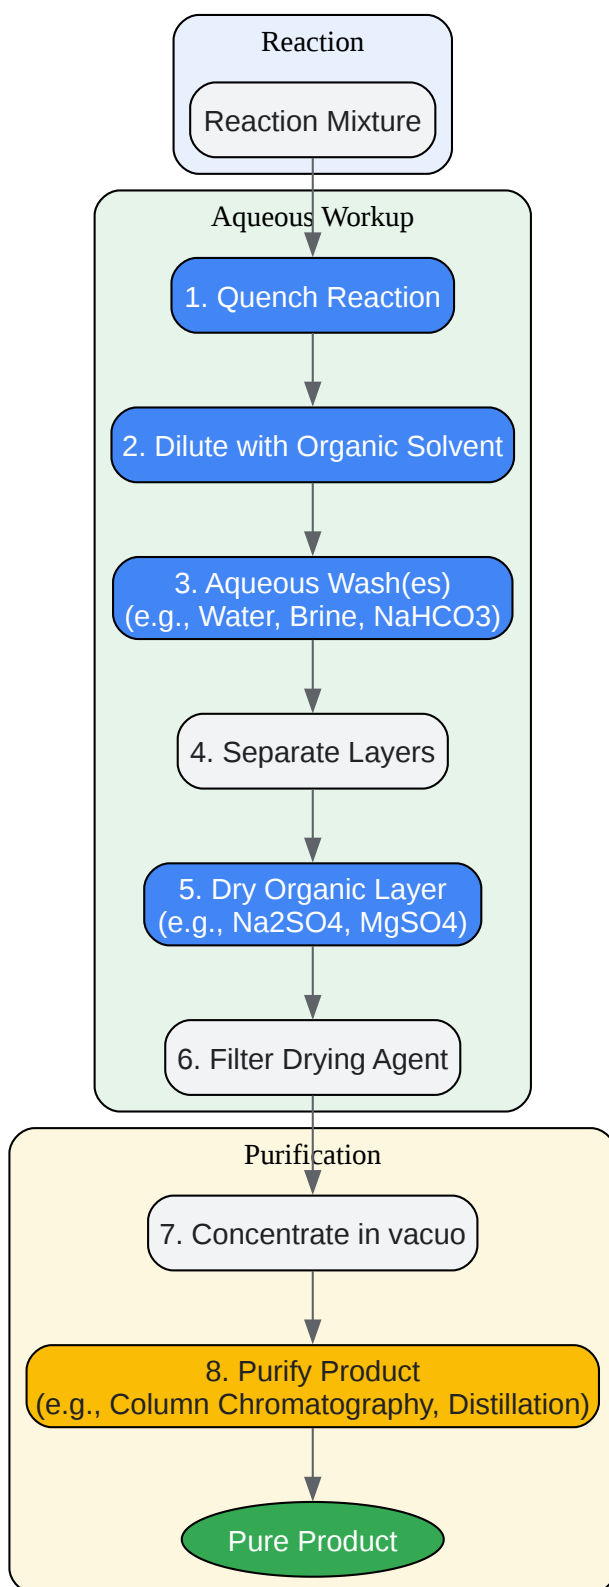 Reaction
Reaction Mixture
Aqueous Workup
1. Quench Reaction
2. Dilute with Organic Solvent
3. Aqueous Wash(es)
(e.g., Water, Brine, NaHCO3)
4. Separate Layers
5. Dry Organic Layer
(e.g., Na2SO4, MgSO4)
6. Filter Drying Agent
Purification
7. Concentrate in vacuo
8. Purify Product
(e.g., Column Chromatography, Distillation)
Pure Product